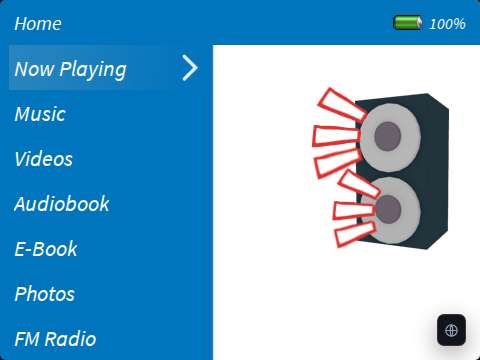 Home
100%
Now Playing
Music
Videos
Audiobook
E-Book
Photos
FM Radio